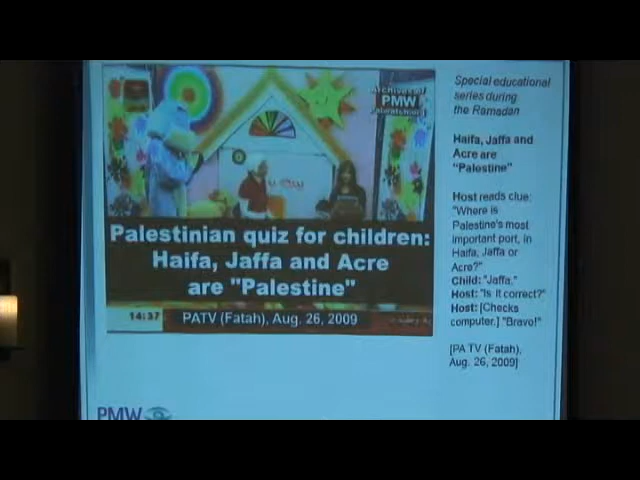 Archives of
PMW
Palwatch.org
Palestinian quiz for children:
Haifa, Jaffa and Acre
are "Palestine"
14:37
PATV (Fatah), Aug. 26, 2009
PMW
Special educational
series during
the Ramadan
Haifa, Jaffa and
Acre are
"Palestine"
Host reads clue:
"Where is
Palestine's most
important port, in
Haifa, Jaffa or
Acre?"
Child: "Jaffa."
Host: "Is it correct?"
Host: [Checks
computer.] "Bravo!"
[PA TV (Fatah),
Aug. 26, 2009]